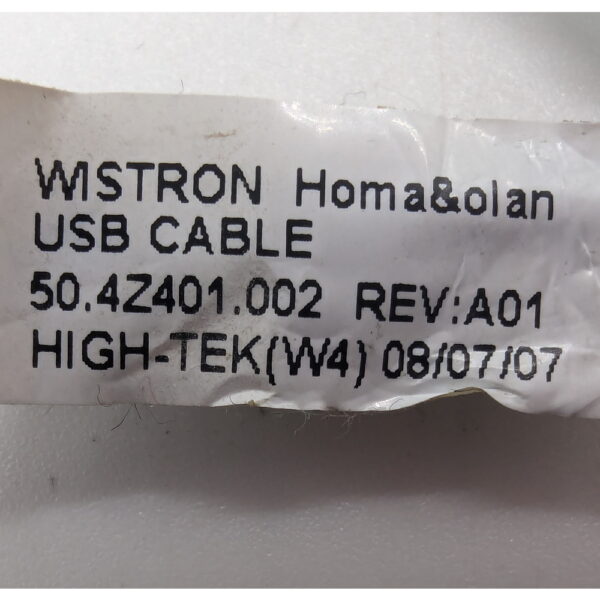 WISTRON Homa&olan
USB CABLE
50.4Z401.002 REV:A01
HIGH-TEK(W4) 08/07/07